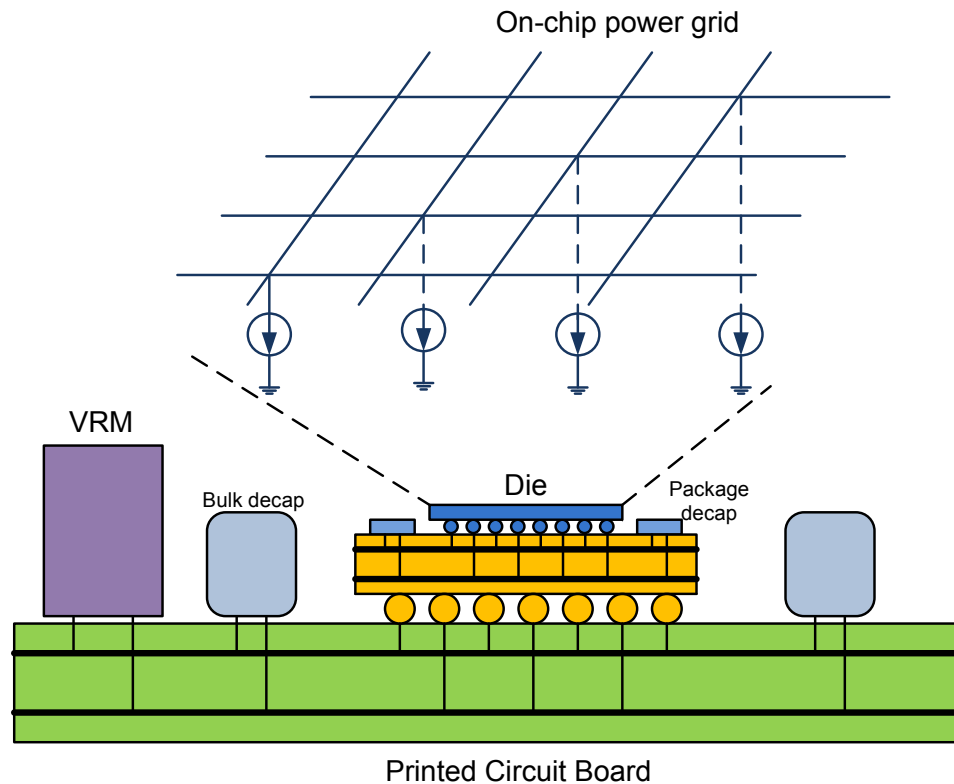 On-chip power grid
VRM
Bulk decap
Die
Package
decap
Printed Circuit Board